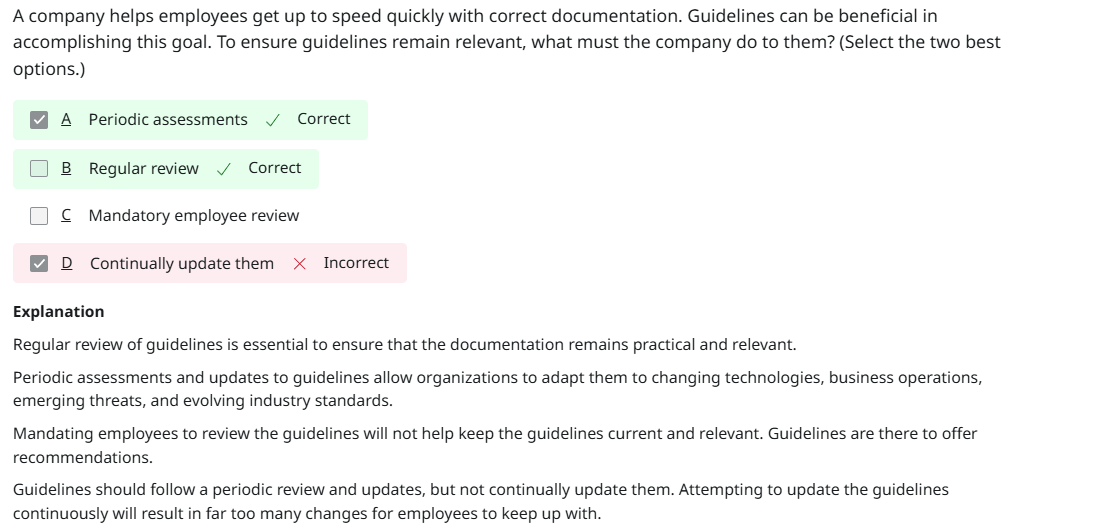 A company helps employees get up to speed quickly with correct documentation. Guidelines can be beneficial in
accomplishing this goal. To ensure guidelines remain relevant, what must the company do to them? (Select the two best
options.)
A Periodic assessments Correct
B Regular review Correct
C Mandatory employee review
D Continually update them Incorrect
Explanation
Regular review of guidelines is essential to ensure that the documentation remains practical and relevant.
Periodic assessments and updates to guidelines allow organizations to adapt them to changing technologies, business operations,
emerging threats, and evolving industry standards.
Mandating employees to review the guidelines will not help keep the guidelines current and relevant. Guidelines are there to offer
recommendations.
Guidelines should follow a periodic review and updates, but not continually update them. Attempting to update the guidelines
continuously will result in far too many changes for employees to keep up with.